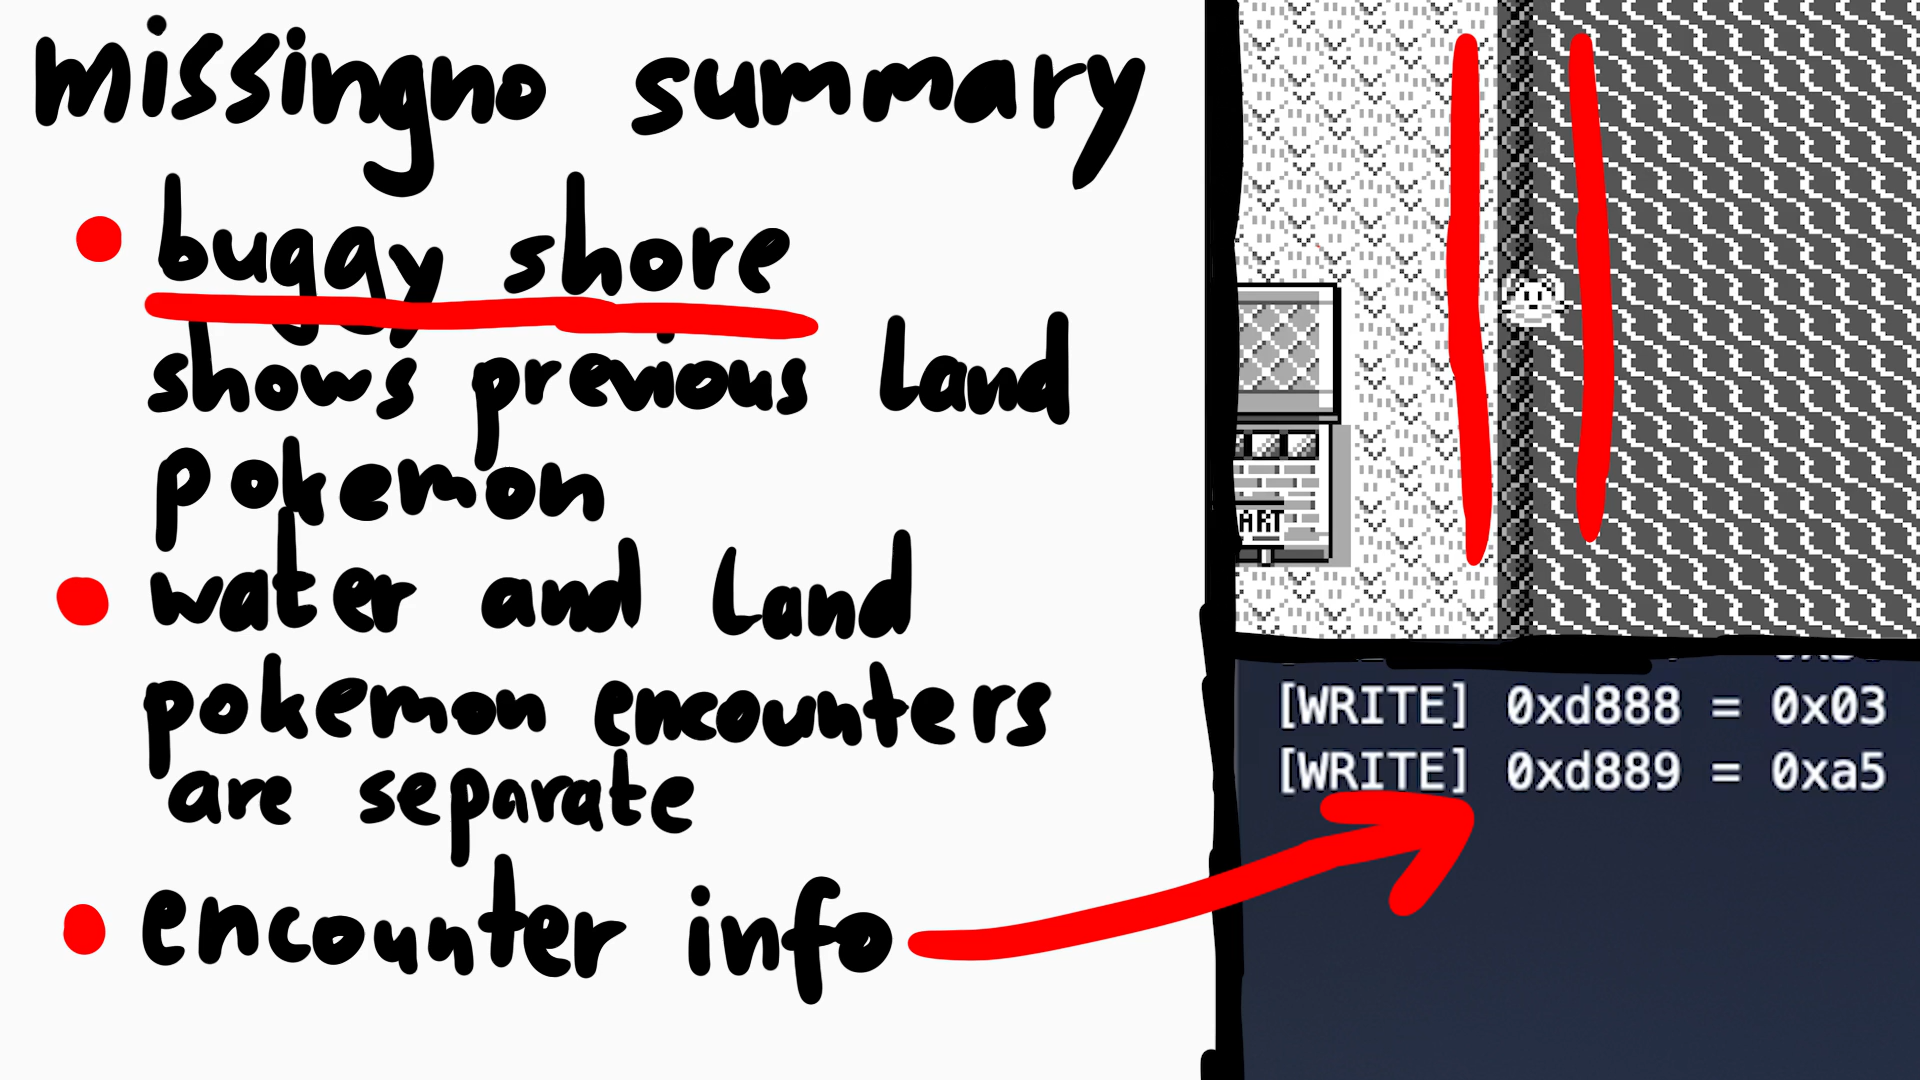 missingno summary
buggy shore
shows previous land
pokemon
water and land
pokemon encounters
are separate
encounter info
ART
[WRITE] 0xd888 = 0x03
[WRITE] 0xd889 = 0xa5